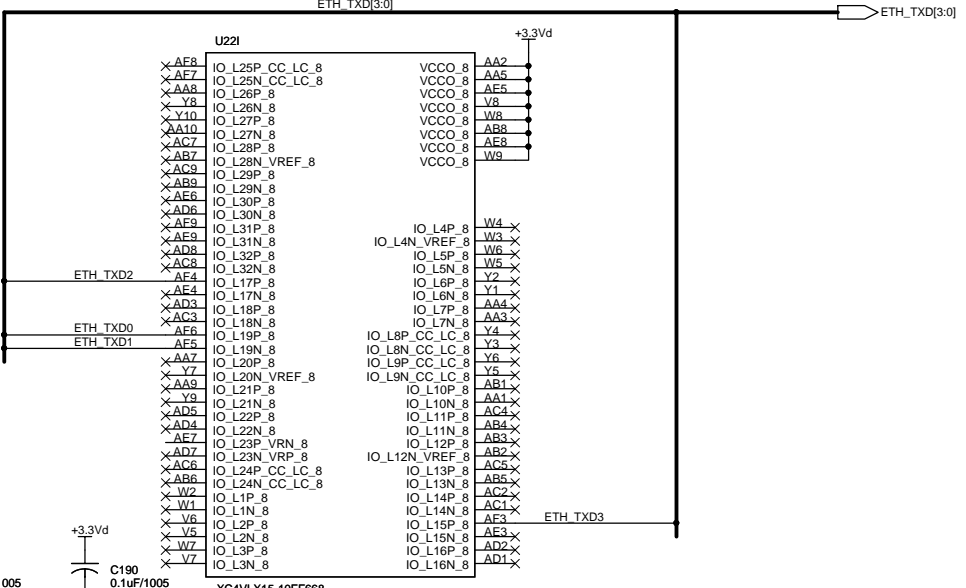 ETH_TXD[3:0]
ETH_TXD[3:0]
+3.3Vd
U22I
AF8 IO_L25P_CC_LC_8 VCCO_8 AA2
AF7 IO_L25N_CC_LC_8 VCCO_8 AA5
AA8 IO_L26P_8 VCCO_8 AE5
Y8 IO_L26N_8 VCCO_8 V8
Y10 IO_L27P_8 VCCO_8 W8
AA10 IO_L27N_8 VCCO_8 AB8
AC7 IO_L28P_8 VCCO_8 AE8
AB7 IO_L28N_VREF_8 VCCO_8 W9
AC9 IO_L29P_8
AB9 IO_L29N_8
AE6 IO_L30P_8
AD6 IO_L30N_8
AF9 IO_L31P_8 IO_L4P_8 W4
AE9 IO_L31N_8 IO_L4N_VREF_8 W3
AD8 IO_L32P_8 IO_L5P_8 W6
AC8 IO_L32N_8 IO_L5N_8 W5
ETH_TXD2 AF4 IO_L17P_8 IO_L6P_8 Y2
AE4 IO_L17N_8 IO_L6N_8 Y1
AD3 IO_L18P_8 IO_L7P_8 AA4
AC3 IO_L18N_8 IO_L7N_8 AA3
ETH_TXD0 AF6 IO_L19P_8 IO_L8P_CC_LC_8 Y4
ETH_TXD1 AF5 IO_L19N_8 IO_L8N_CC_LC_8 Y3
AA7 IO_L20P_8 IO_L9P_CC_LC_8 Y6
Y7 IO_L20N_VREF_8 IO_L9N_CC_LC_8 Y5
AA9 IO_L21P_8 IO_L10P_8 AB1
Y9 IO_L21N_8 IO_L10N_8 AA1
AD5 IO_L22P_8 IO_L11P_8 AC4
AD4 IO_L22N_8 IO_L11N_8 AB4
AE7 IO_L23P_VRN_8 IO_L12P_8 AB3
AD7 IO_L23N_VRP_8 IO_L12N_VREF_8 AB2
AC6 IO_L24P_CC_LC_8 IO_L13P_8 AC5
AB6 IO_L24N_CC_LC_8 IO_L13N_8 AB5
W2 IO_L1P_8 IO_L14P_8 AC2
W1 IO_L1N_8 IO_L14N_8 AC1
V6 IO_L2P_8 IO_L15P_8 AF3 ETH_TXD3
V5 IO_L2N_8 IO_L15N_8 AE3
W7 IO_L3P_8 IO_L16P_8 AD2
V7 IO_L3N_8 IO_L16N_8 AD1
+3.3Vd
C190
005 0.1uF/1005
XC4VLX15-10FF668